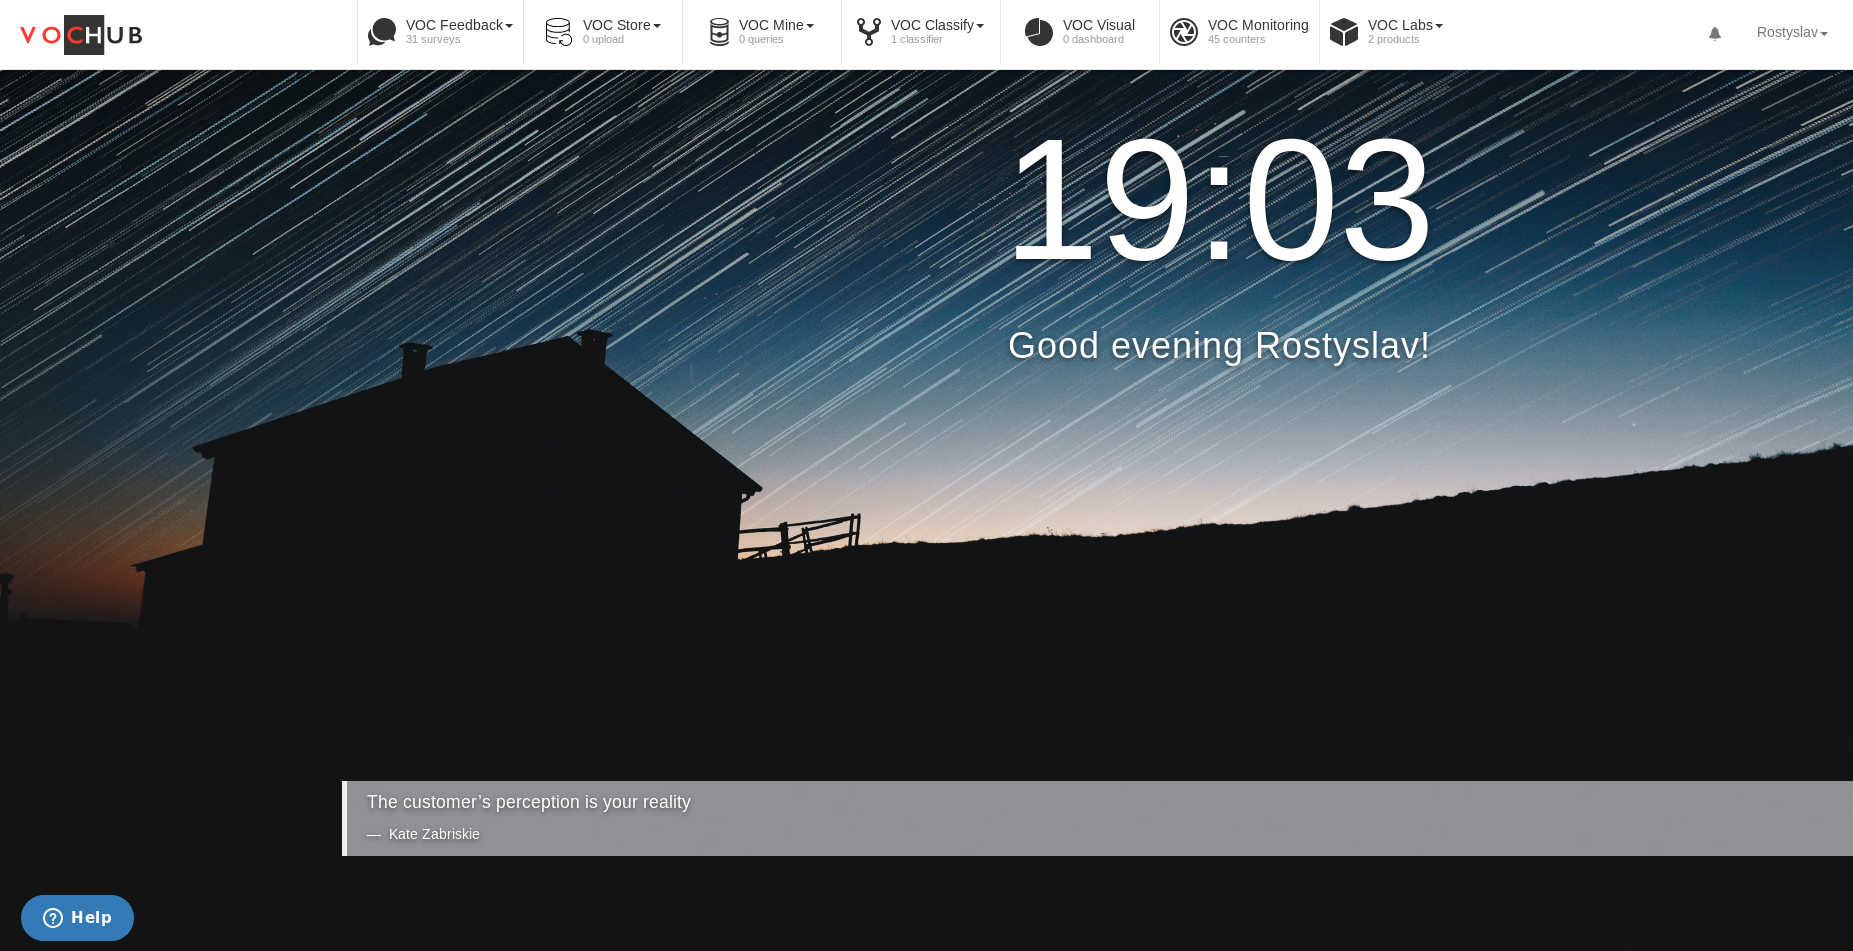 VOCHUB
VOC Feedback
31 surveys
VOC Store
0 upload
VOC Mine
0 queries
VOC Classify
1 classifier
VOC Visual
0 dashboard
VOC Monitoring
45 counters
VOC Labs
2 products
Rostyslav
19:03
Good evening Rostyslav!
The customer’s perception is your reality
— Kate Zabriskie
Help